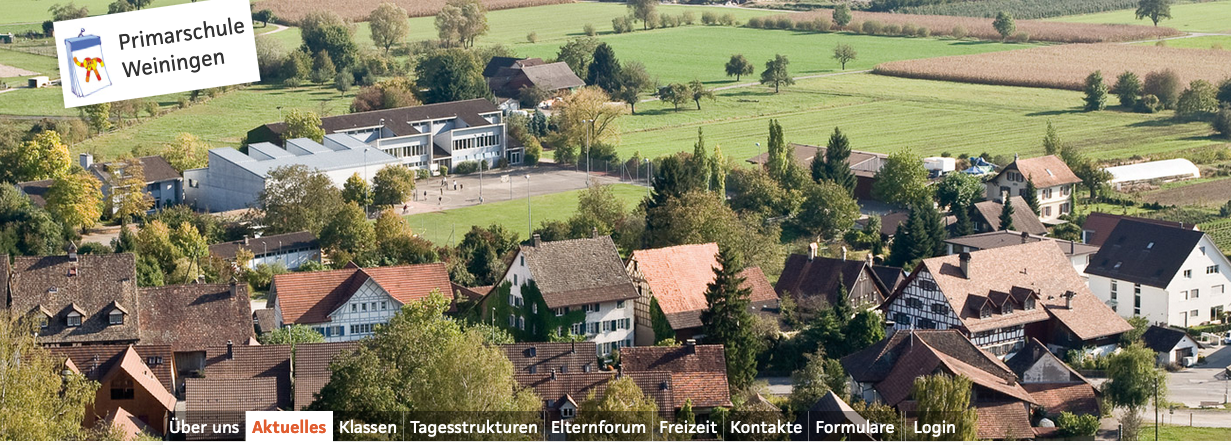 Primarschule
Weiningen
Über uns Aktuelles Klassen Tagesstrukturen Elternforum Freizeit Kontakte Formulare Login